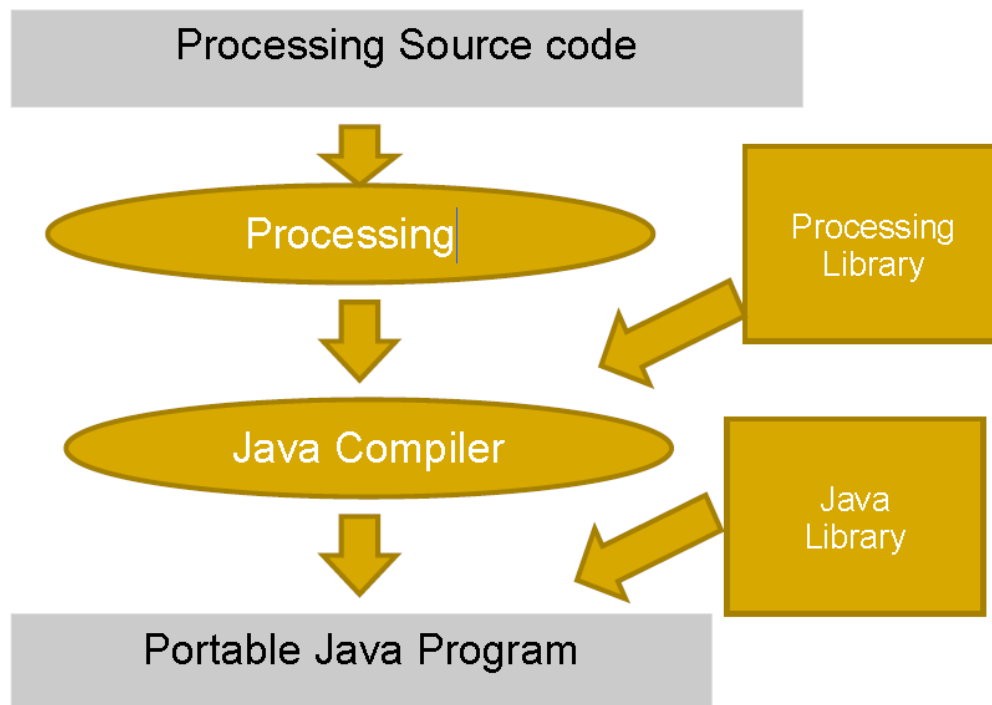 Processing Source code
Processing
Processing
Library
Java Compiler
Java
Library
Portable Java Program